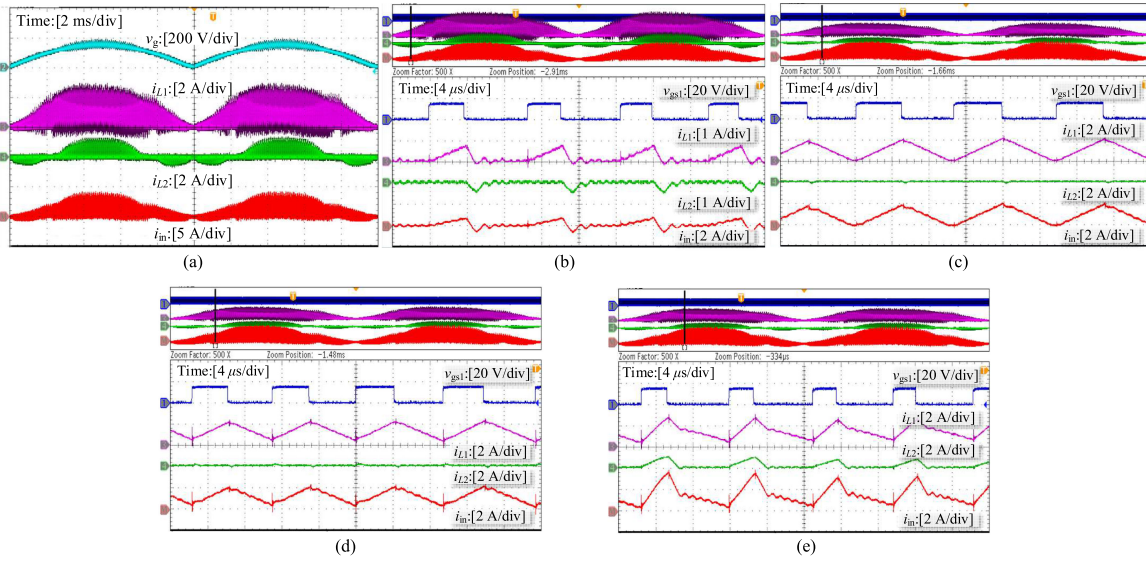 Time:[2 ms/div]
vg:[200 V/div]
iL1:[2 A/div]
iL2:[2 A/div]
iin:[5 A/div]
(a)
Zoom Factor: 500 X Zoom Position: -2.91ms
Time:[4 μs/div]
vgs1:[20 V/div]
iL1:[1 A/div]
iL2:[1 A/div]
iin:[2 A/div]
(b)
Zoom Factor: 500 X Zoom Position: -1.66ms
Time:[4 μs/div]
vgs1:[20 V/div]
iL1:[2 A/div]
iL2:[2 A/div]
iin:[2 A/div]
(c)
Zoom Factor: 500 X Zoom Position: -1.48ms
Time:[4 μs/div]
vgs1:[20 V/div]
iL1:[2 A/div]
iL2:[2 A/div]
iin:[2 A/div]
(d)
Zoom Factor: 500 X Zoom Position: -334μs
Time:[4 μs/div]
vgs1:[20 V/div]
iL1:[2 A/div]
iL2:[2 A/div]
iin:[2 A/div]
(e)